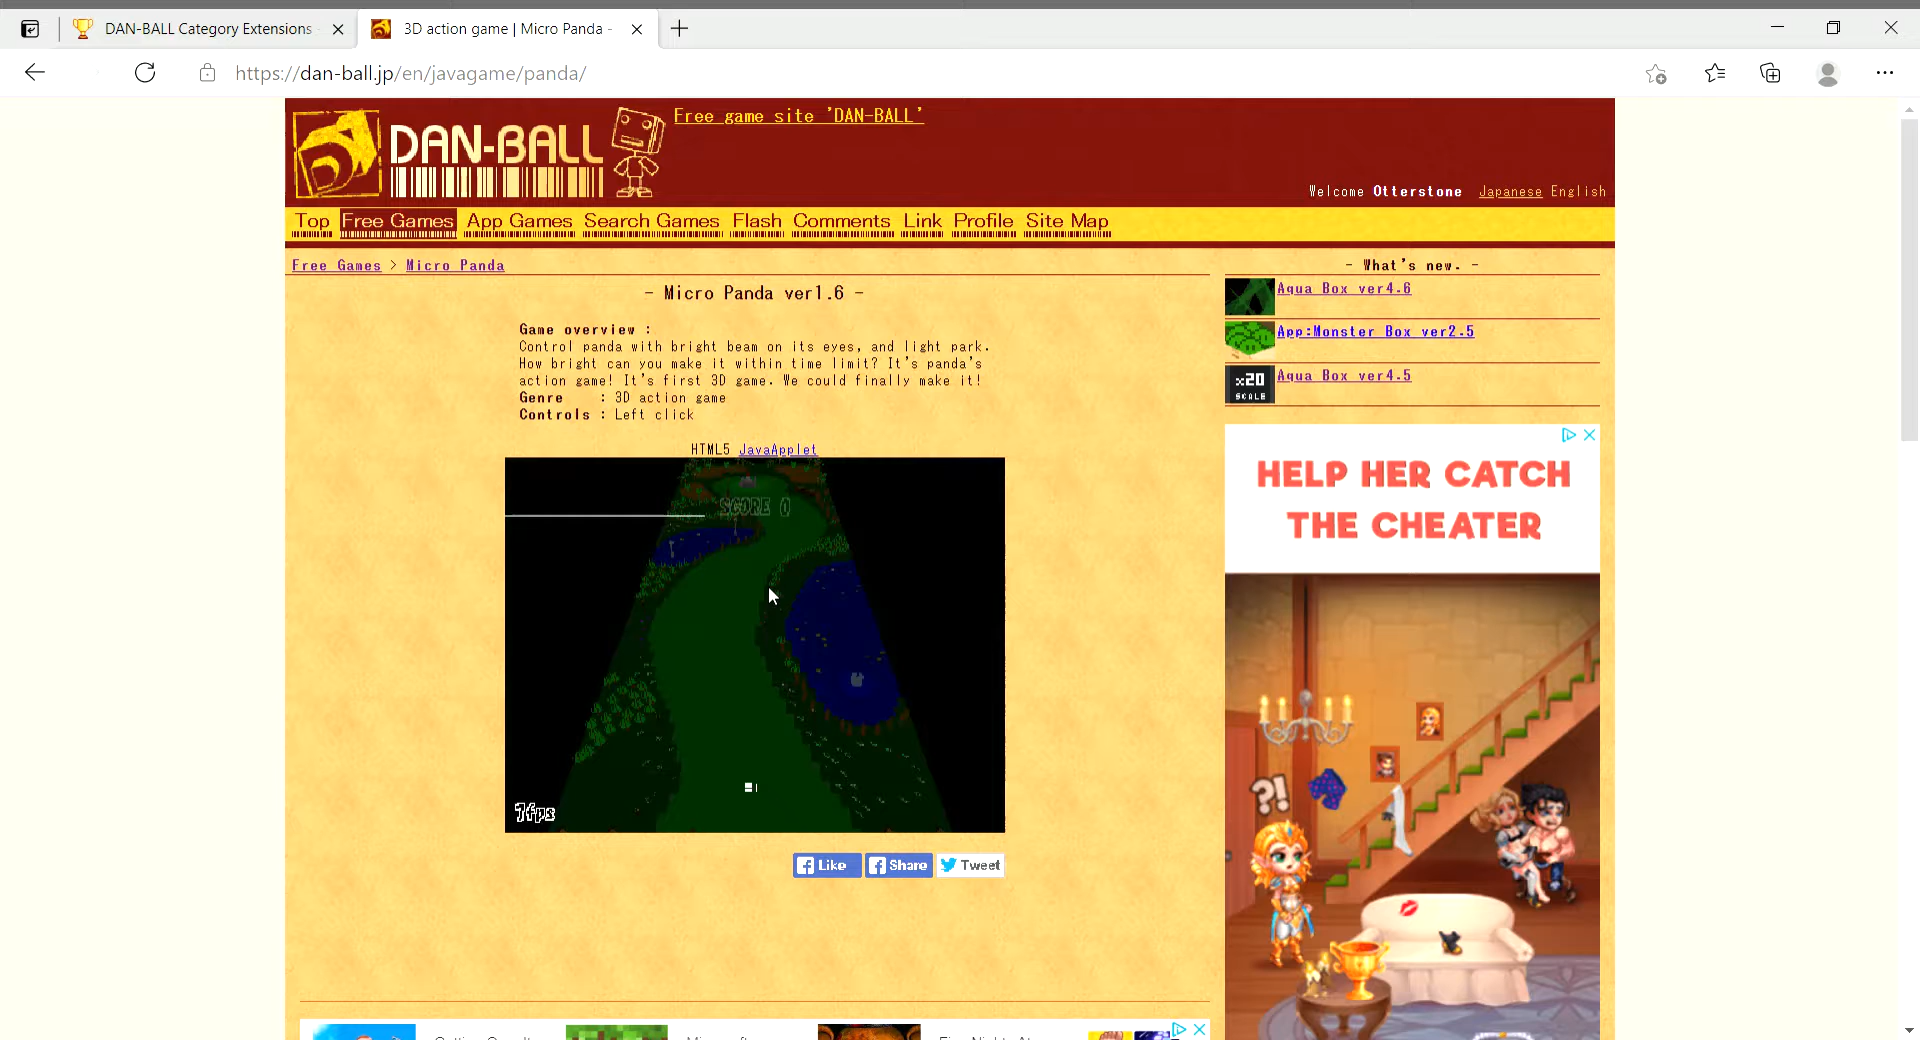 DAN-BALL Category Extensions
3D action game | Micro Panda -
https://dan-ball.jp/en/javagame/panda/
DAN-BALL
Free game site 'DAN-BALL'
Welcome Otterstone Japanese English
Top Free Games App Games Search Games Flash Comments Link Profile Site Map
Free Games > Micro Panda
- Micro Panda ver1.6 -
Game overview :
Control panda with bright beam on its eyes, and light park.
How bright can you make it within time limit? It's panda's
action game! It's first 3D game. We could finally make it!
Genre : 3D action game
Controls : Left click
HTML5 JavaApplet
SCORE 0
7fps
Like Share Tweet
- What's new. -
Aqua Box ver4.6
App:Monster Box ver2.5
x20
SCALE
Aqua Box ver4.5
HELP HER CATCH
THE CHEATER
?!